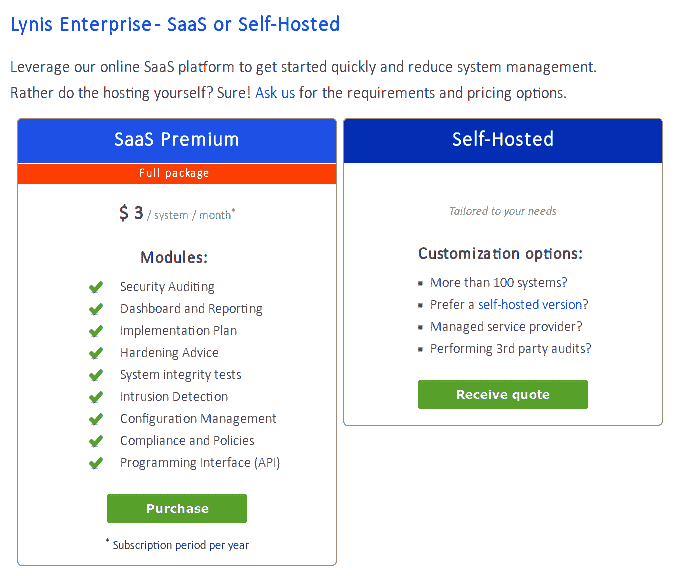 Lynis Enterprise - SaaS or Self-Hosted
Leverage our online SaaS platform to get started quickly and reduce system management.
Rather do the hosting yourself? Sure! Ask us for the requirements and pricing options.
SaaS Premium
Full package
$ 3 / system / month*
Modules:
Security Auditing
Dashboard and Reporting
Implementation Plan
Hardening Advice
System integrity tests
Intrusion Detection
Configuration Management
Compliance and Policies
Programming Interface (API)
Purchase
* Subscription period per year
Self-Hosted
Tailored to your needs
Customization options:
More than 100 systems?
Prefer a self-hosted version?
Managed service provider?
Performing 3rd party audits?
Receive quote